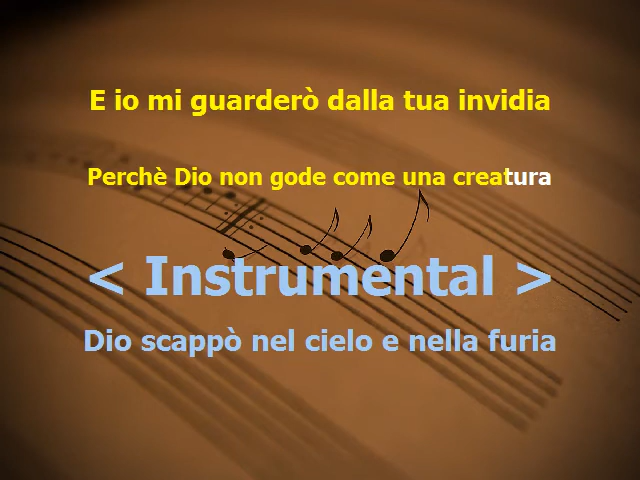 E io mi guarderò dalla tua invidia
Perchè Dio non gode come una creatura
< Instrumental >
Dio scappò nel cielo e nella furia